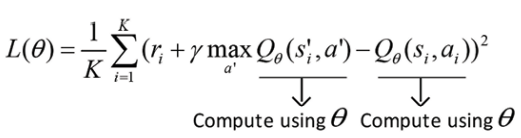 L(θ) = 1/K ∑_{i=1}^{K} (r_i + γ max_{a'} Q_θ(s'_i, a') − Q_θ(s_i, a_i))²
Compute using θ Compute using θ